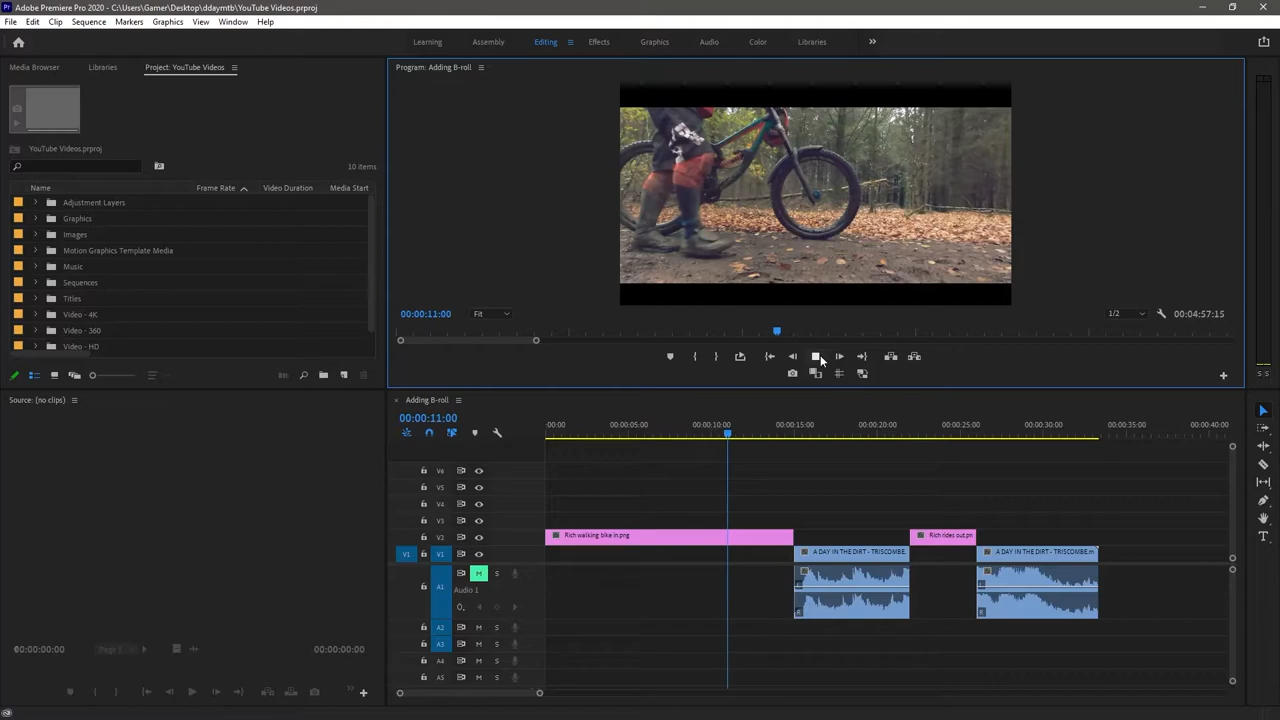 Adobe Premiere Pro 2020 - C:\Users\Gamer\Desktop\ddaymtb\YouTube Videos.prproj
File Edit Clip Sequence Markers Graphics View Window Help
Learning Assembly Editing Effects Graphics Audio Color Libraries
Media Browser Libraries Project: YouTube Videos
Program: Adding B-roll
YouTube Videos.prproj
10 items
Name Frame Rate Video Duration Media Start
Adjustment Layers
Graphics
Images
Motion Graphics Template Media
Music
Sequences
Titles
Video - 4K
Video - 360
Video - HD
00:00:11:00 Fit 1/2 00:04:57:15
S S
Source: (no clips)
Adding B-roll
00:00:11:00
:00:00 00:00:05:00 00:00:10:00 00:00:15:00 00:00:20:00 00:00:25:00 00:00:30:00 00:00:35:00 00:00:40:00
V6
V5
V4
V3
V2 Rich walking bike in.png Rich rides out.pn
V1 V1 A DAY IN THE DIRT - TRISCOMBE. A DAY IN THE DIRT - TRISCOMBE.m
A1 M S
Audio 1
L L
R R
A2 M S
A3 M S
A4 M S
A5 M S
00:00:00:00 Page 1 00:00:00:00